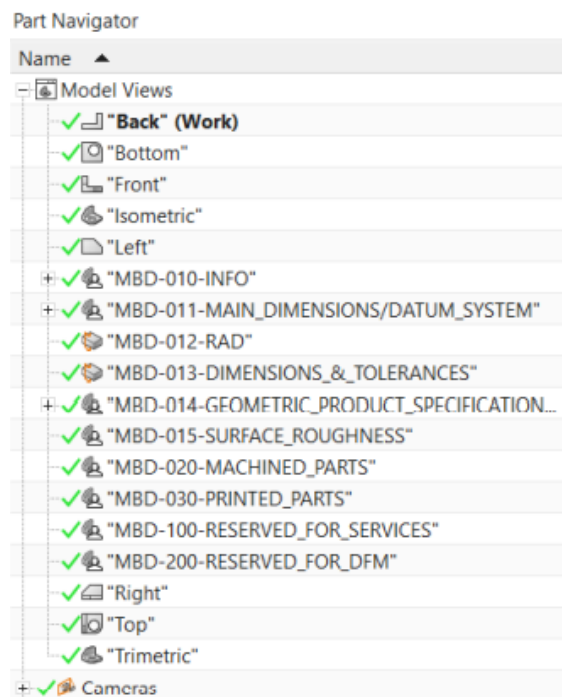 Part Navigator
Name
Model Views
"Back" (Work)
"Bottom"
"Front"
"Isometric"
"Left"
"MBD-010-INFO"
"MBD-011-MAIN_DIMENSIONS/DATUM_SYSTEM"
"MBD-012-RAD"
"MBD-013-DIMENSIONS_&_TOLERANCES"
"MBD-014-GEOMETRIC_PRODUCT_SPECIFICATION...
"MBD-015-SURFACE_ROUGHNESS"
"MBD-020-MACHINED_PARTS"
"MBD-030-PRINTED_PARTS"
"MBD-100-RESERVED_FOR_SERVICES"
"MBD-200-RESERVED_FOR_DFM"
"Right"
"Top"
"Trimetric"
Cameras